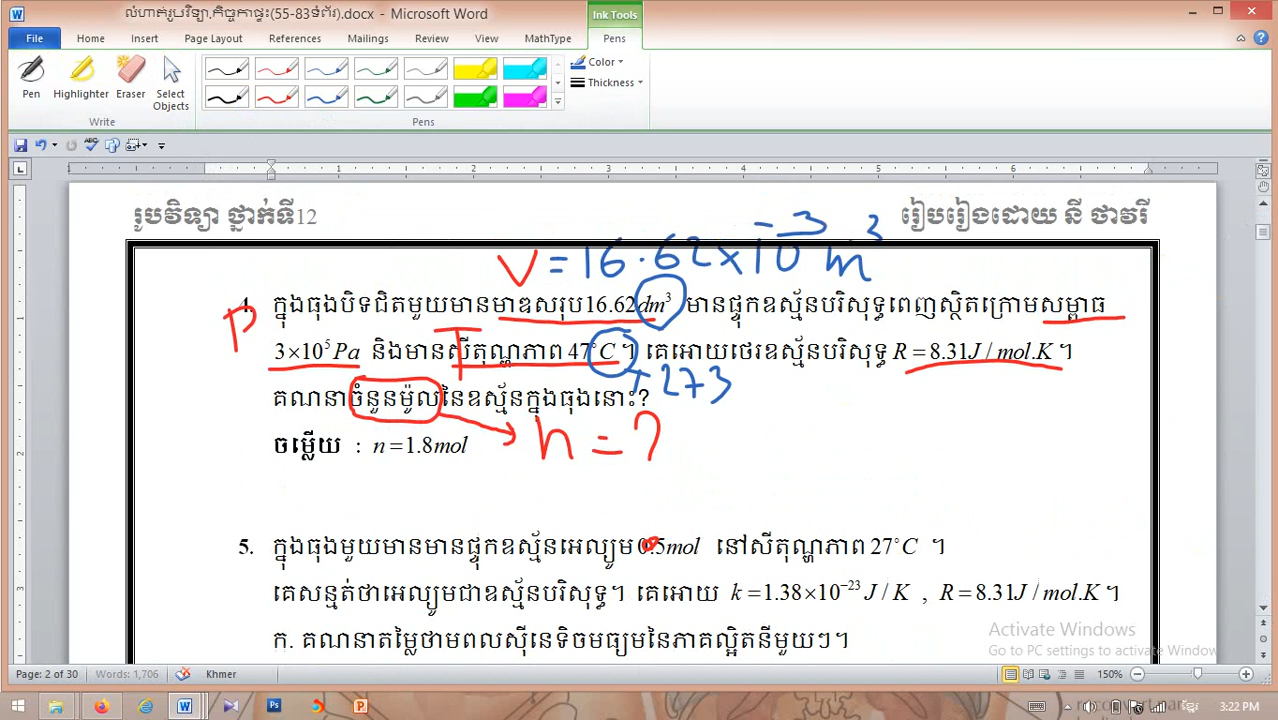 លំហាត់រូបវិទ្យា,កិច្ចការផ្ទះ(55-83ទំព័រ).docx - Microsoft Word
Ink Tools
File Home Insert Page Layout References Mailings Review View MathType Pens
Pen Highlighter Eraser Select Objects
Color
Thickness
Write
Pens
រូបវិទ្យា ថ្នាក់ទី12 រៀបរៀងដោយ នី ថាវរី
V = 16.62×10⁻³ m³
4. ក្នុងធុងបិទជិតមួយមានមាឌសរុប16.62dm³ មានផ្ទុកឧស្ម័នបរិសុទ្ធពេញស្ថិតក្រោមសម្ពាធ
P
T
3×10⁵Pa និងមានសីតុណ្ណភាព 47°C ។ គេអោយថេរឧស្ម័នបរិសុទ្ធ R = 8.31J / mol.K ។
+273
គណនាចំនួនម៉ូលនៃឧស្ម័នក្នុងធុងនោះ?
n = ?
ចម្លើយ : n =1.8mol
5. ក្នុងធុងមួយមានមានផ្ទុកឧស្ម័នអេល្យូម0.5mol នៅសីតុណ្ហភាព 27°C ។
គេសន្មត់ថាអេល្យូមជាឧស្ម័នបរិសុទ្ធ។ គេអោយ k =1.38×10⁻²³ J / K , R = 8.31J / mol.K ។
ក. គណនាតម្លៃថាមពលស៊ីនេទិចមធ្យមនៃភាគល្អិតនីមួយៗ។
Activate Windows
Go to PC settings to activate Windows
Page: 2 of 30 Words: 1,706 Khmer 150%
3:22 PM